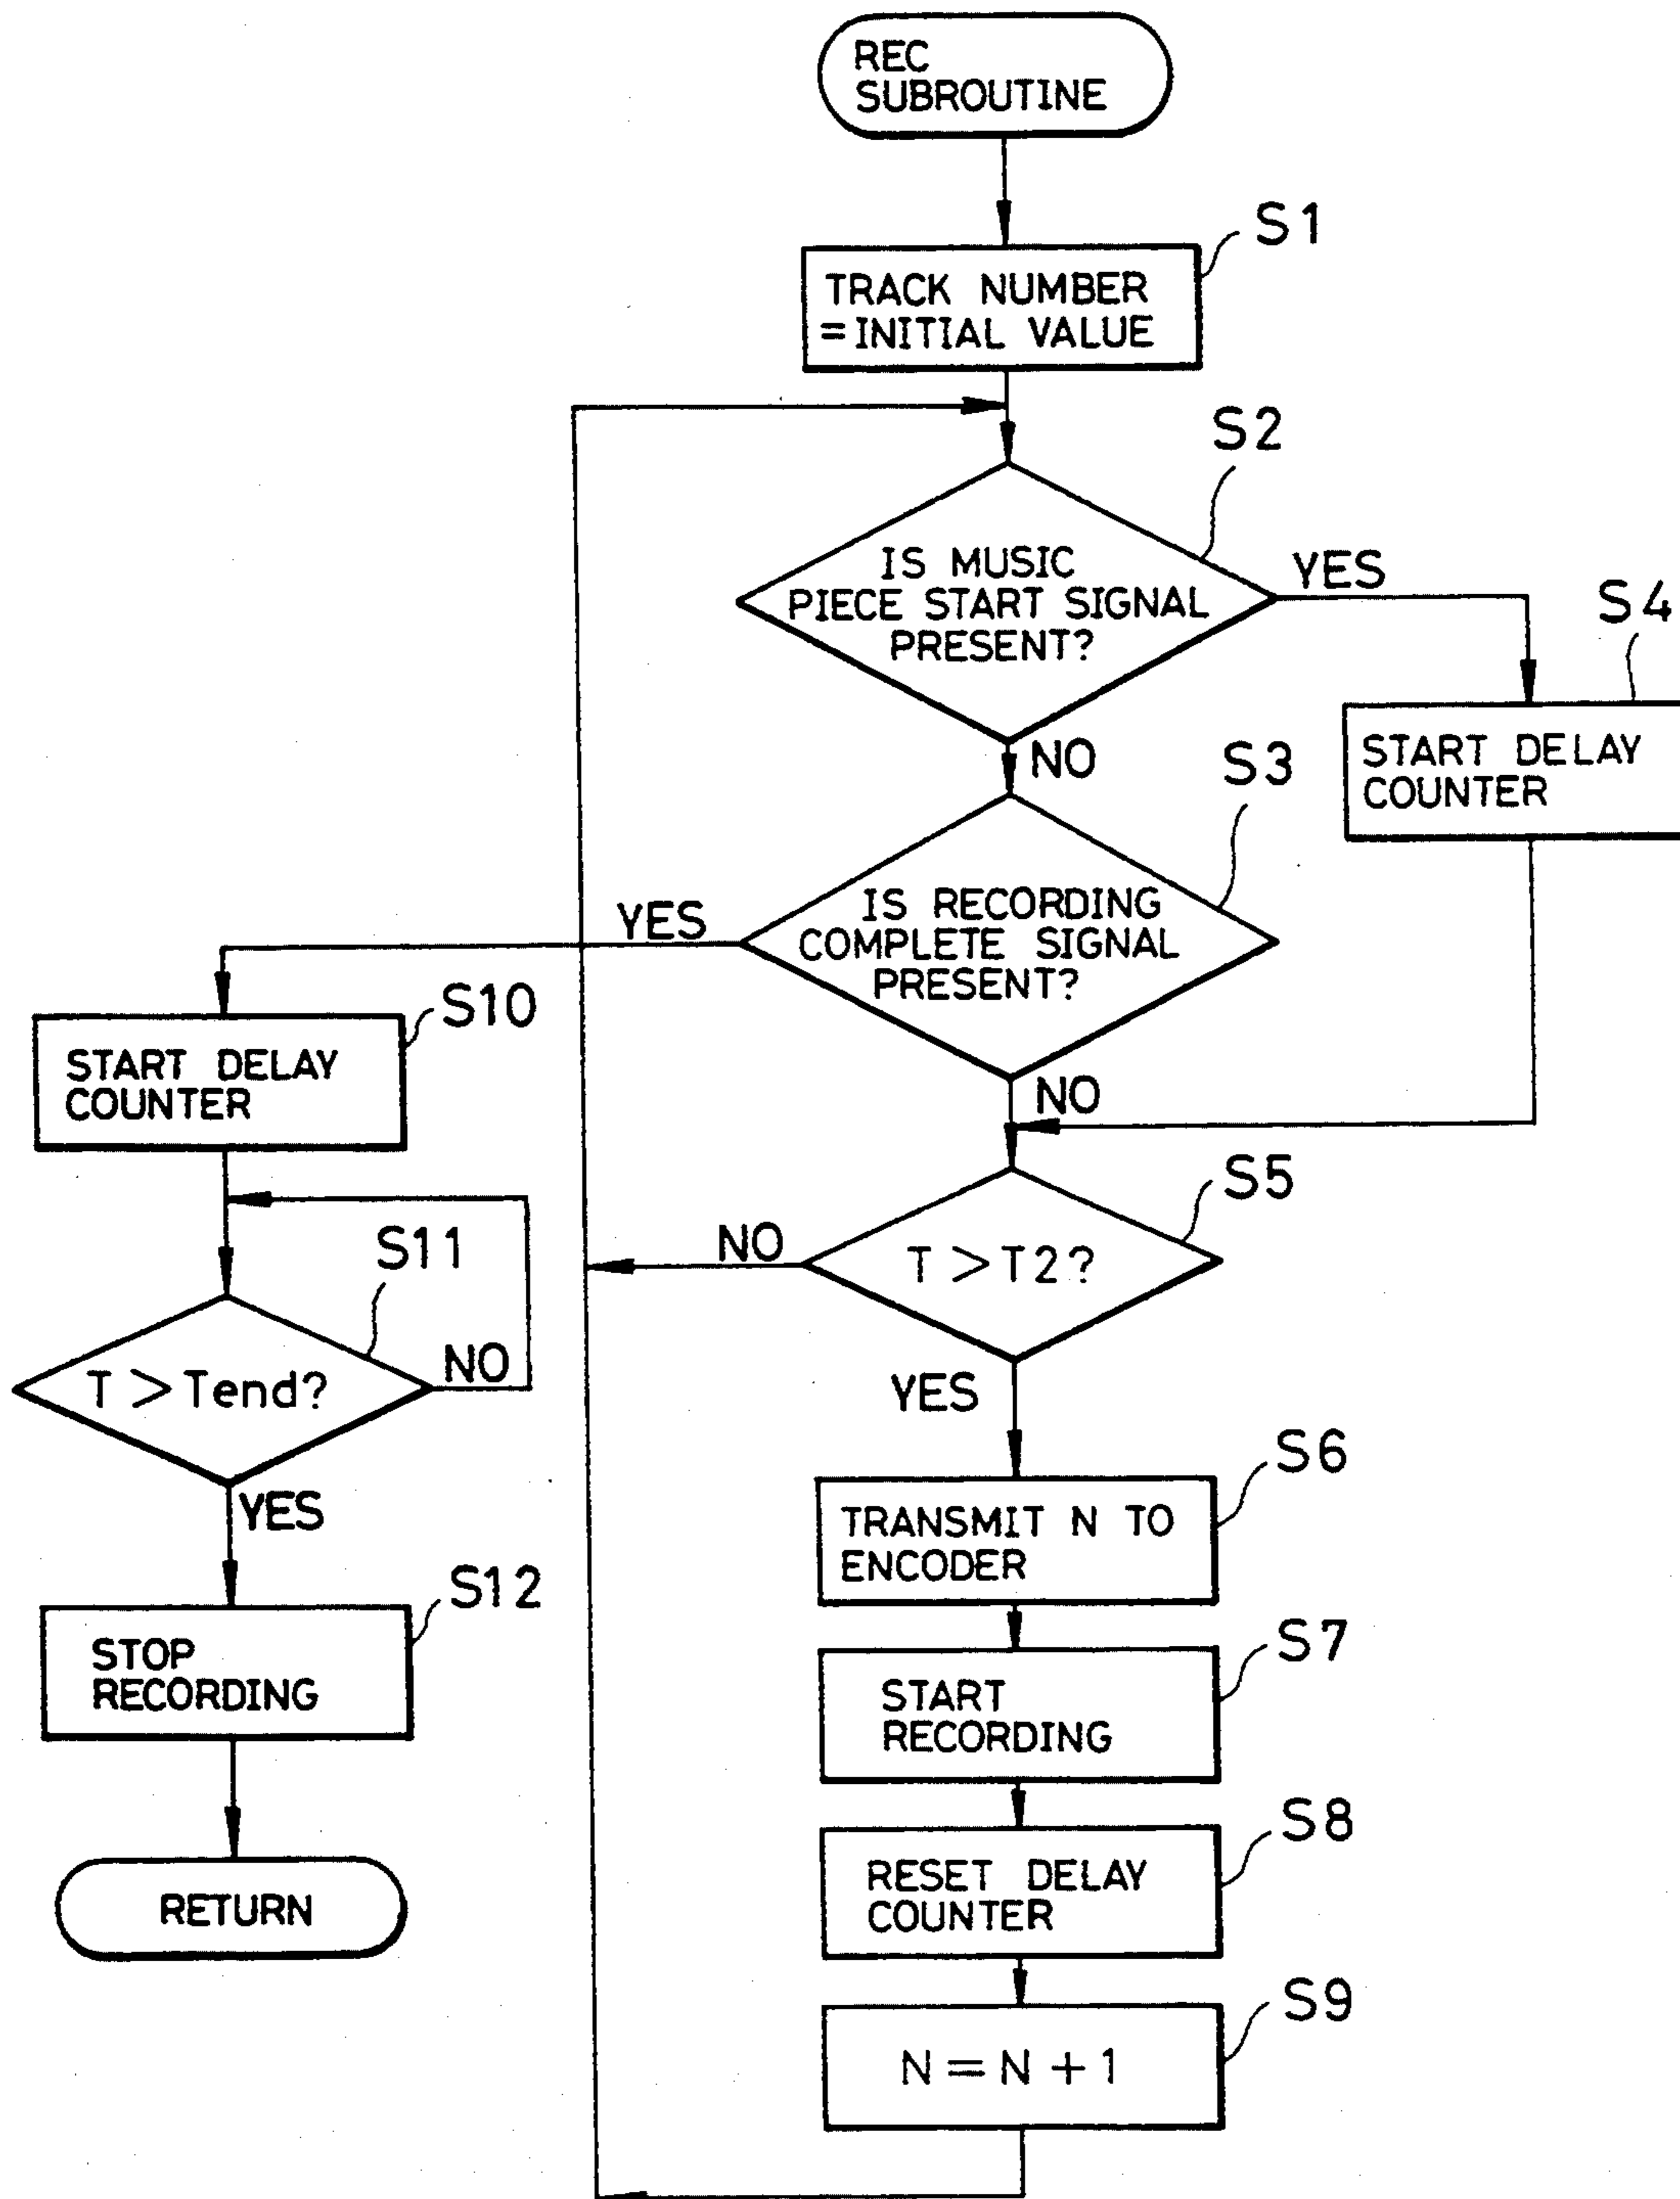 REC
SUBROUTINE
S1
TRACK NUMBER
=INITIAL VALUE
S2
IS MUSIC
PIECE START SIGNAL
PRESENT?
YES
S4
START DELAY
COUNTER
NO
S3
IS RECORDING
COMPLETE SIGNAL
PRESENT?
YES
S10
START DELAY
COUNTER
NO
S5
T > T2?
NO
S11
T > Tend?
NO
YES
YES
S6
TRANSMIT N TO
ENCODER
S12
STOP
RECORDING
S7
START
RECORDING
S8
RESET DELAY
COUNTER
RETURN
S9
N = N + 1